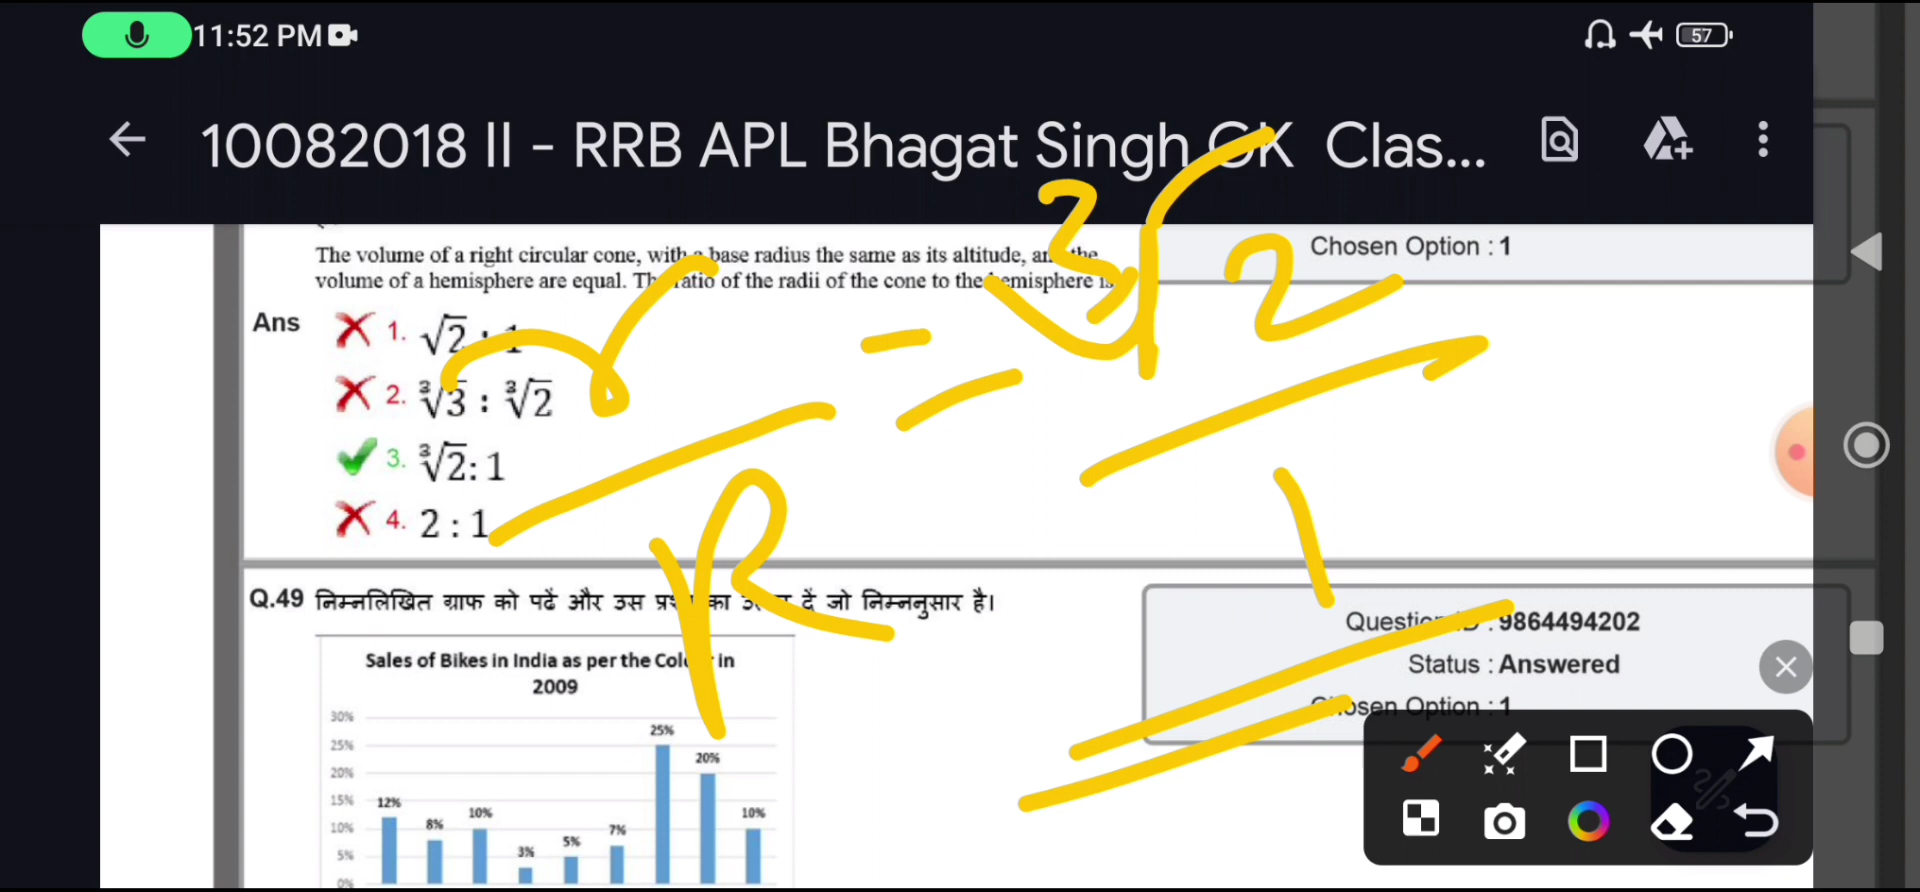 11:52 PM
57
10082018 II - RRB APL Bhagat Singh GK Clas...
The volume of a right circular cone, with a base radius the same as its altitude, and the
volume of a hemisphere are equal. The ratio of the radii of the cone to the hemisphere is
Chosen Option : 1
Ans
1. √2 : 1
2. ∛3 : ∛2
3. ∛2 : 1
4. 2 : 1
r/R = ∛2/1
Q.49 निम्नलिखित ग्राफ को पढें और उस प्रश्न का उत्तर दें जो निम्ननुसार है।
Question ID : 9864494202
Status : Answered
Chosen Option : 1
Sales of Bikes in India as per the Colour in
2009
30%
25%
20%
15%
10%
5%
0%
12%
8%
10%
3%
5%
7%
25%
20%
10%